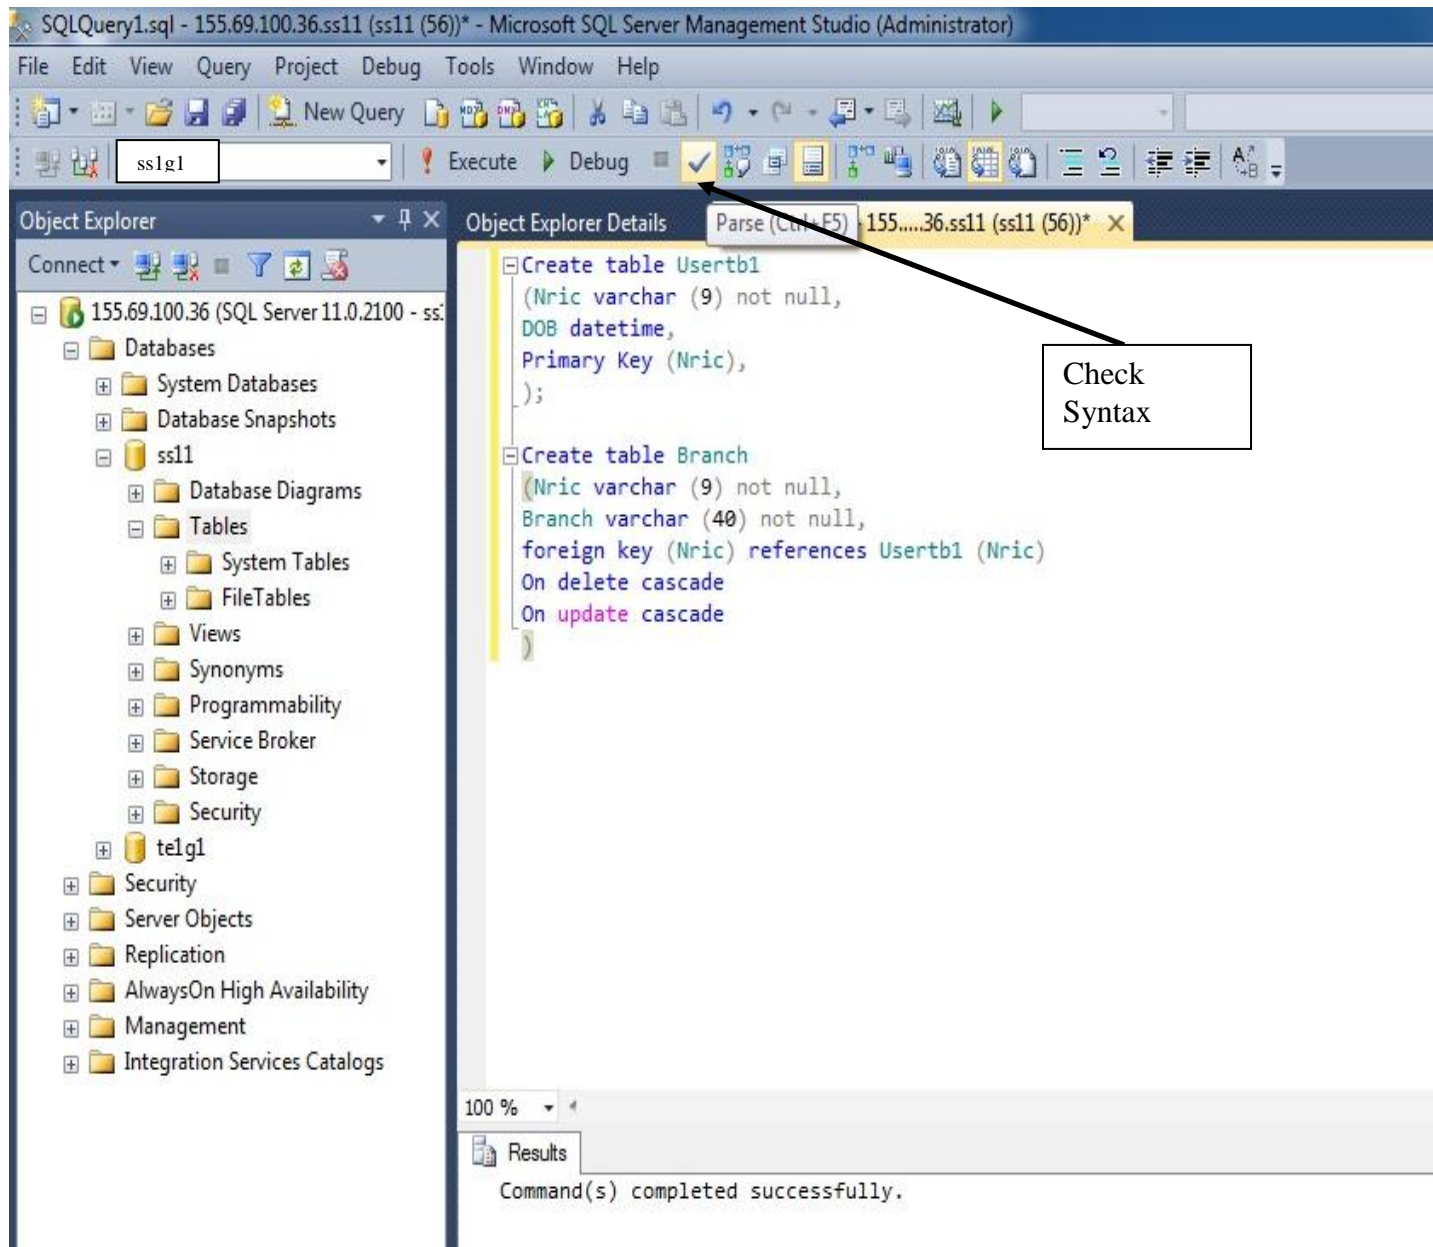 SQLQuery1.sql - 155.69.100.36.ss11 (ss11 (56))* - Microsoft SQL Server Management Studio (Administrator)
File Edit View Query Project Debug Tools Window Help
New Query
ss1g1
Execute Debug
Object Explorer
Object Explorer Details
Parse (Ctrl+F5)
155.....36.ss11 (ss11 (56))*
Connect
155.69.100.36 (SQL Server 11.0.2100 - ss:
Databases
System Databases
Database Snapshots
ss11
Database Diagrams
Tables
System Tables
FileTables
Views
Synonyms
Programmability
Service Broker
Storage
Security
te1g1
Security
Server Objects
Replication
AlwaysOn High Availability
Management
Integration Services Catalogs
Create table Usertb1
(Nric varchar (9) not null,
DOB datetime,
Primary Key (Nric),
);
Create table Branch
(Nric varchar (9) not null,
Branch varchar (40) not null,
foreign key (Nric) references Usertb1 (Nric)
On delete cascade
On update cascade
)
Check
Syntax
100 %
Results
Command(s) completed successfully.